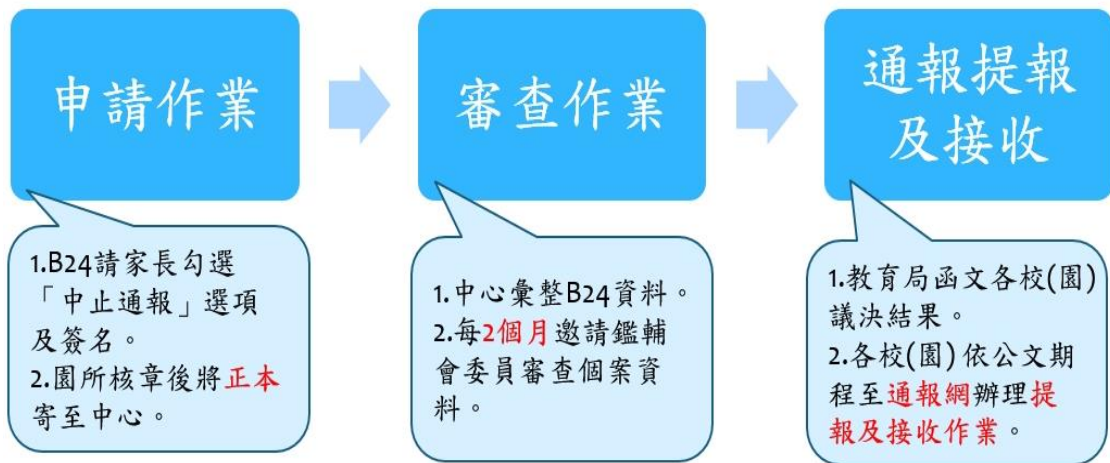 申請作業
1.B24請家長勾選
「中止通報」選項
及簽名。
2.園所核章後將正本
寄至中心。
審查作業
1.中心彙整B24資料。
2.每2個月邀請鑑輔
會委員審查個案資
料。
通報提報
及接收
1.教育局函文各校(園)
議決結果。
2.各校(園)依公文期
程至通報網辦理提
報及接收作業。